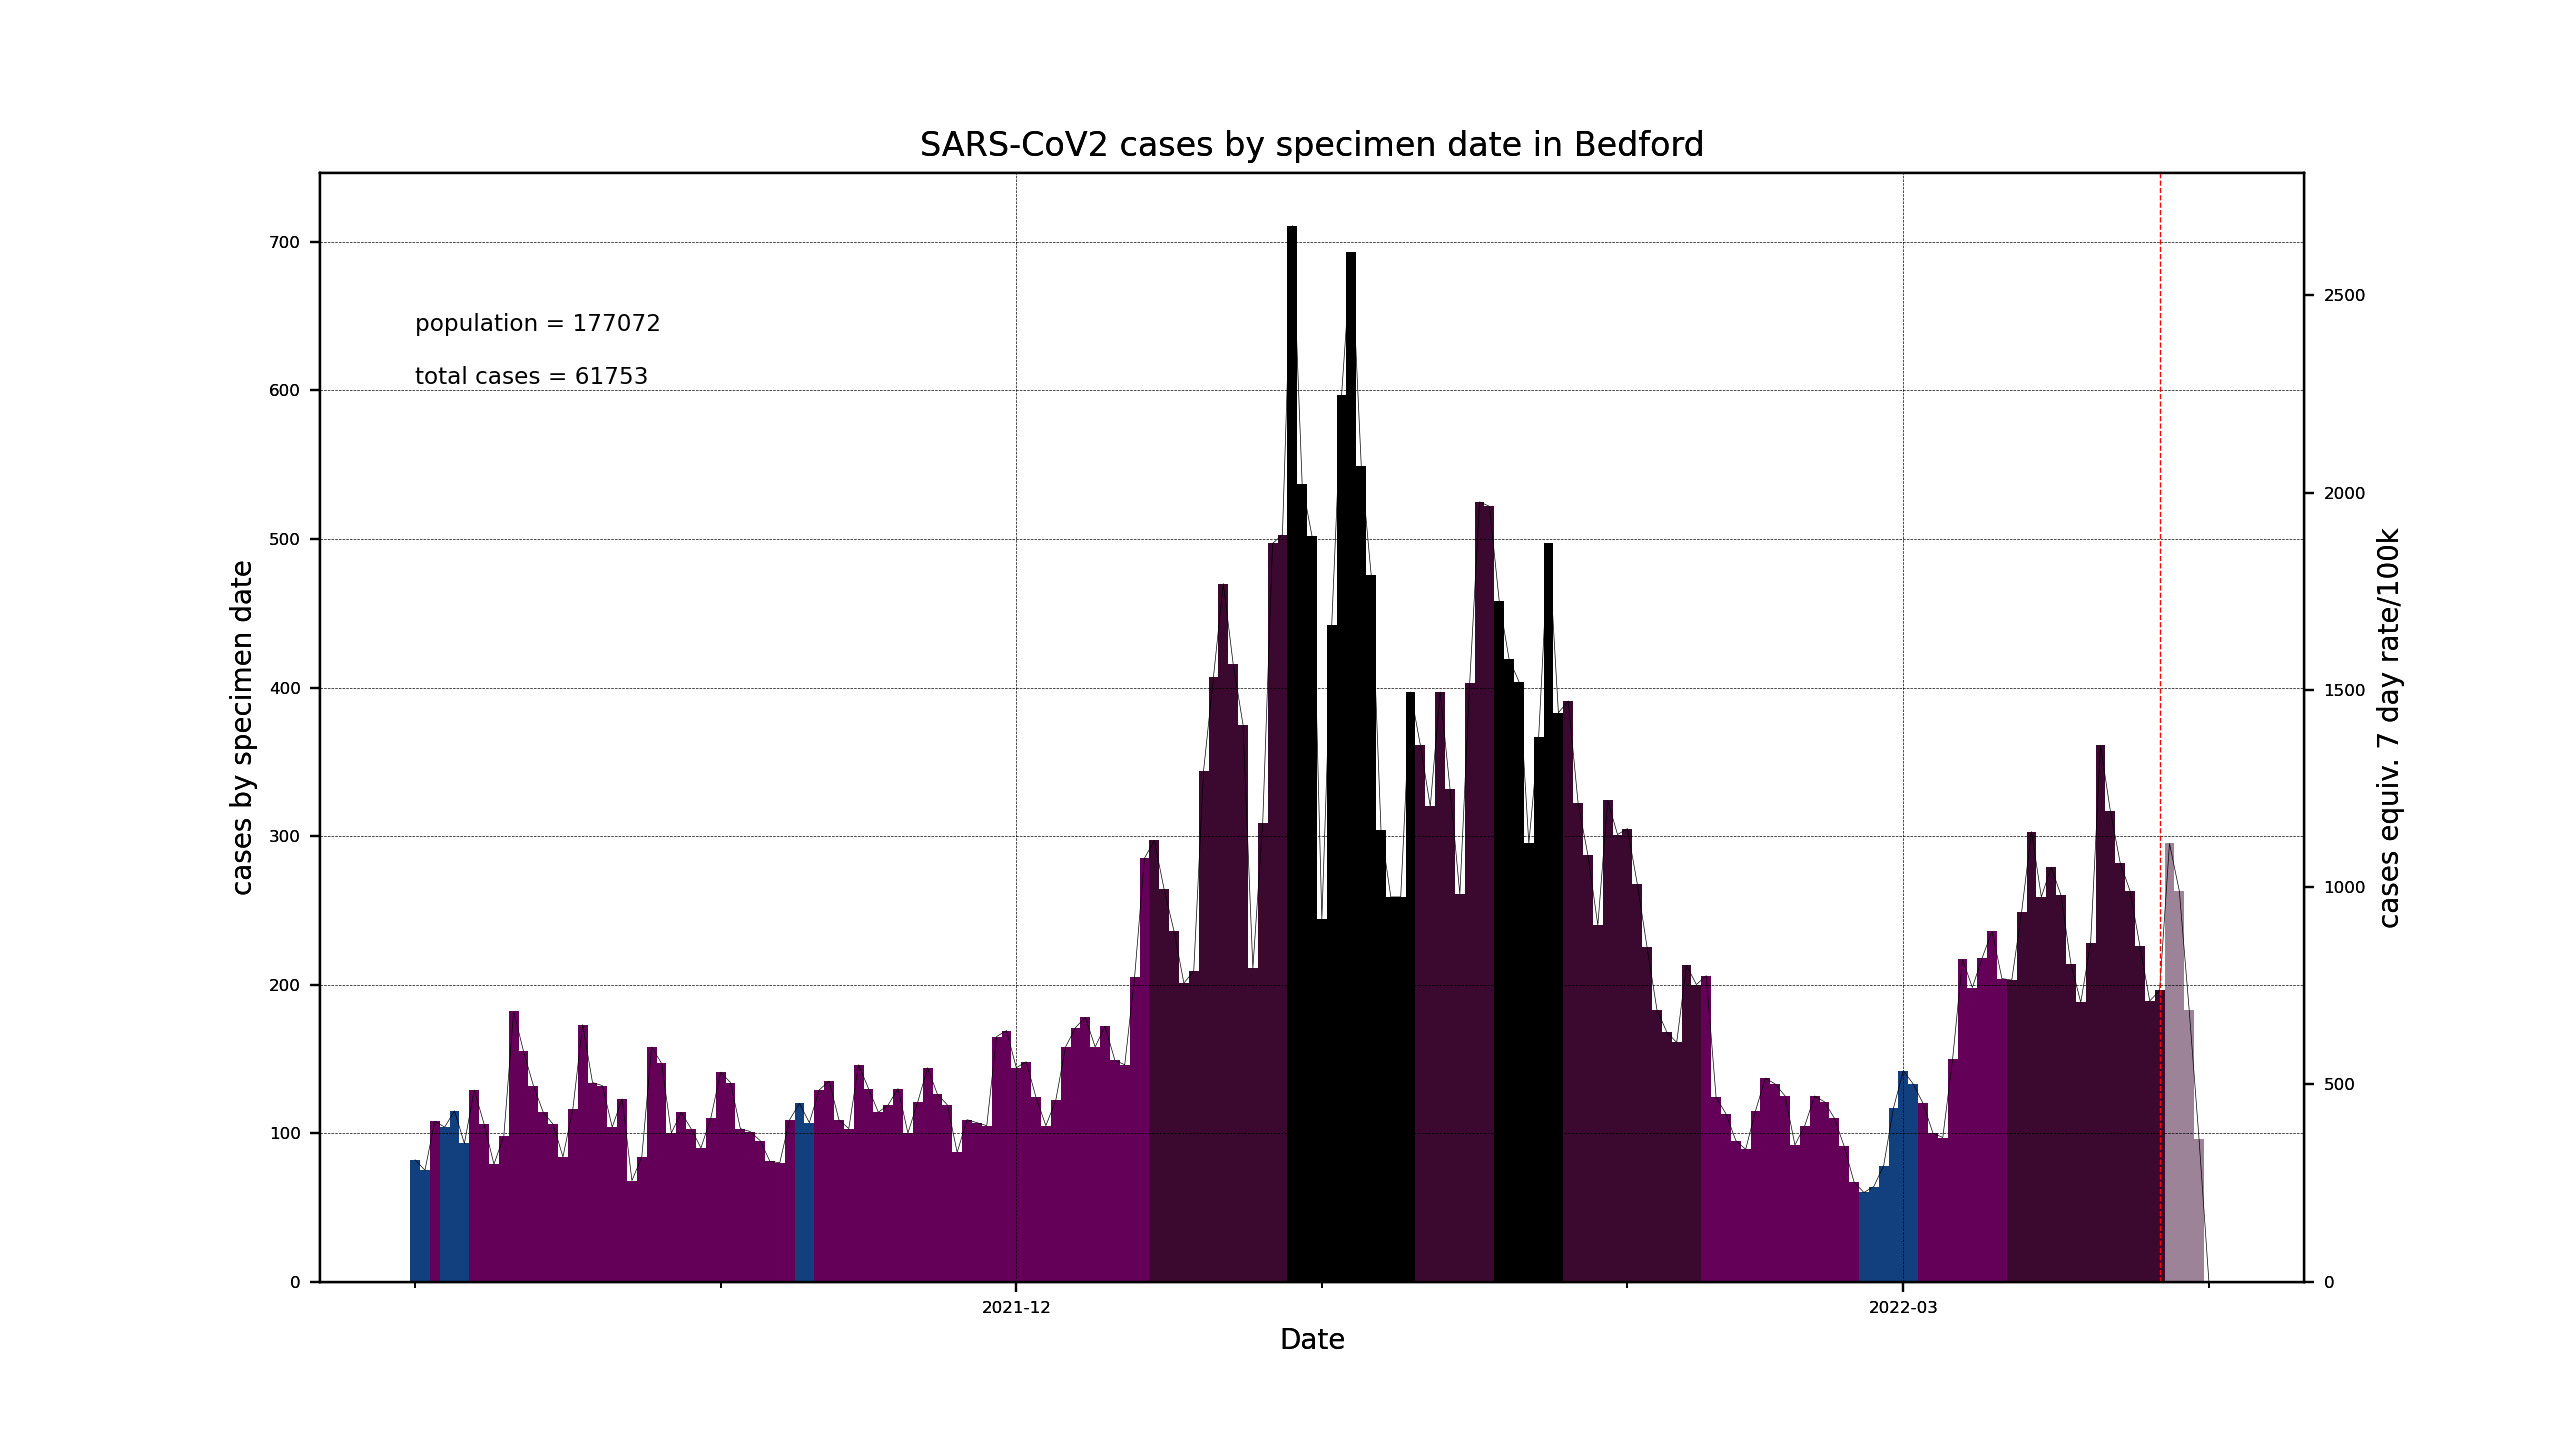 SARS-CoV2 cases by specimen date in Bedford
population = 177072
total cases = 61753
cases by specimen date
700
600
500
400
300
200
100
0
2500
2000
1500
1000
500
0
cases equiv. 7 day rate/100k
2021-12
2022-03
Date